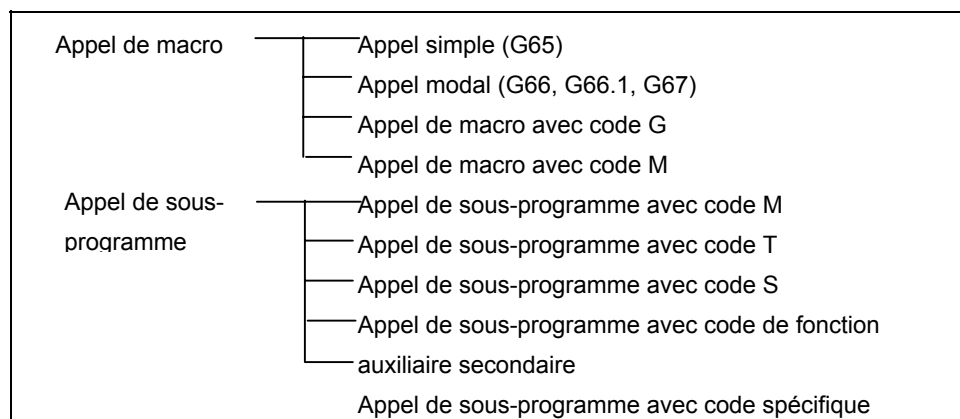 Appel de macro Appel simple (G65)
Appel modal (G66, G66.1, G67)
Appel de macro avec code G
Appel de macro avec code M
Appel de sous- Appel de sous-programme avec code M
programme Appel de sous-programme avec code T
Appel de sous-programme avec code S
Appel de sous-programme avec code de fonction
auxiliaire secondaire
Appel de sous-programme avec code spécifique